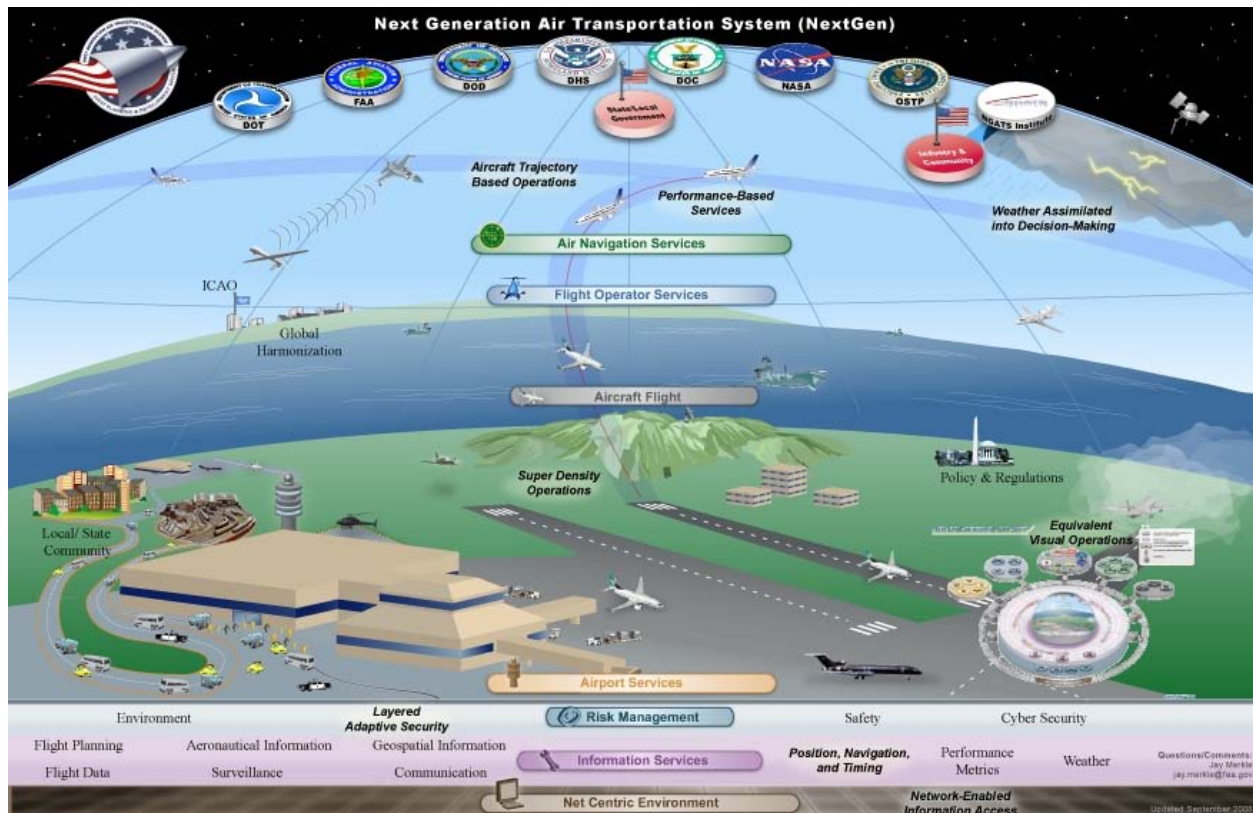 Next Generation Air Transportation System (NextGen)
DOT
FAA
DOD
DHS
DOC
NASA
NASA
OSTP
NGATS Institute
State/Local
Government
Industry &
Community
Aircraft Trajectory
Based Operations
Performance-Based
Services
Weather Assimilated
into Decision-Making
Air Navigation Services
ICAO
Flight Operator Services
Global
Harmonization
Aircraft Flight
Super Density
Operations
Policy & Regulations
Local/ State
Community
Equivalent
Visual Operations
Airport Services
Environment
Layered
Adaptive Security
Risk Management
Safety
Cyber Security
Flight Planning
Aeronautical Information
Geospatial Information
Flight Data
Surveillance
Communication
Information Services
Position, Navigation,
and Timing
Performance
Metrics
Weather
Questions/Comments:
Jay Merkle
jay.merkle@faa.gov
Net Centric Environment
Network-Enabled
Information Access